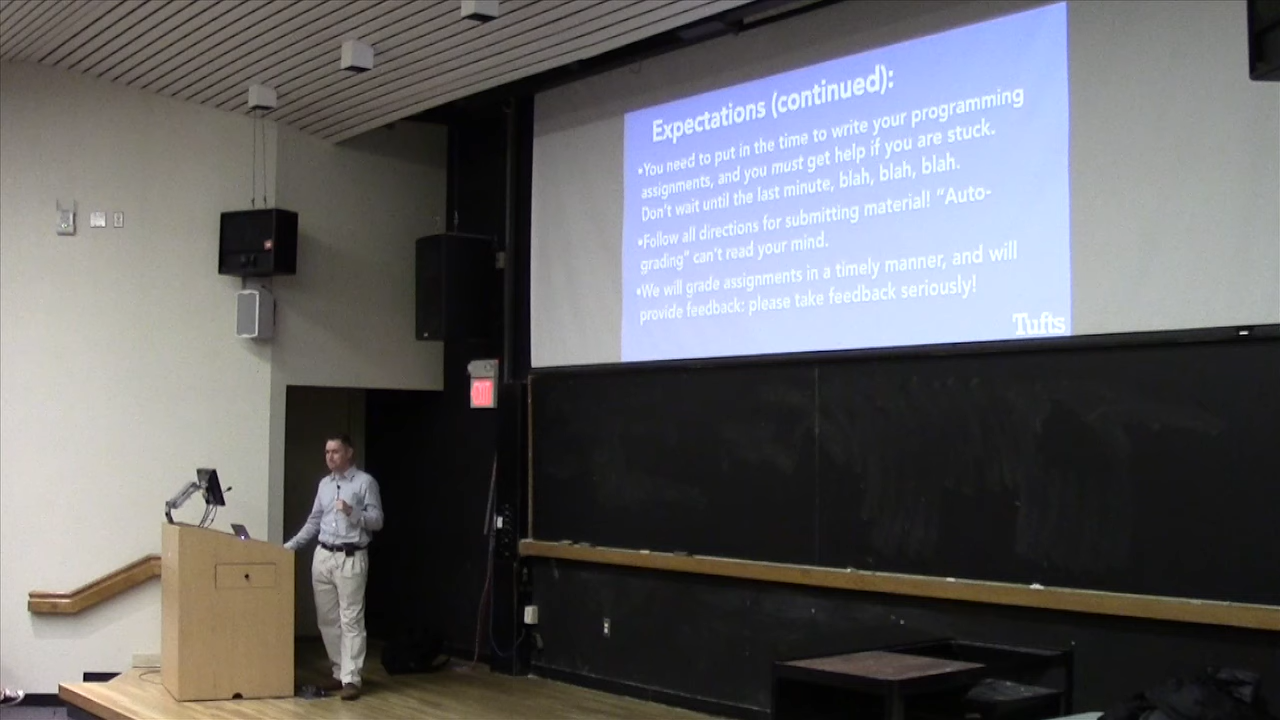 Expectations (continued):
•You need to put in the time to write your programming
assignments, and you must get help if you are stuck.
Don't wait until the last minute, blah, blah, blah.
•Follow all directions for submitting material! “Auto-
grading” can't read your mind.
•We will grade assignments in a timely manner, and will
provide feedback: please take feedback seriously!
Tufts
EXIT